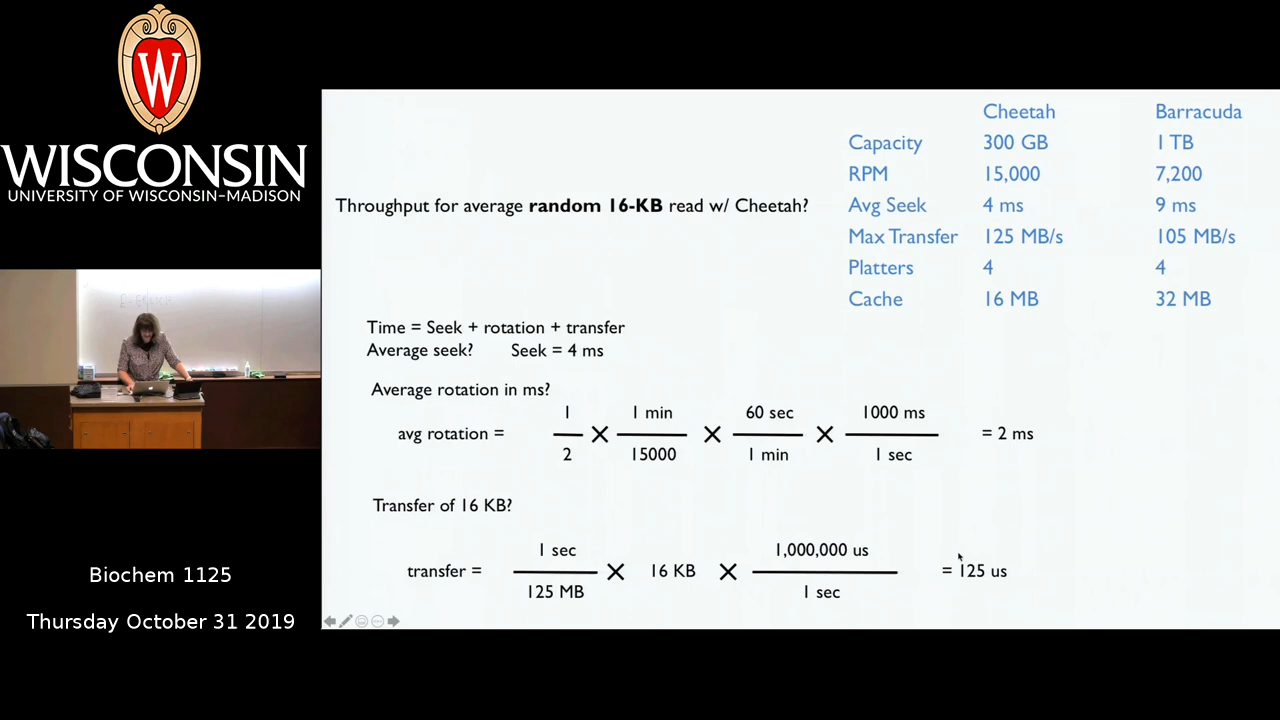 W
WISCONSIN
UNIVERSITY OF WISCONSIN–MADISON
Biochem 1125
Thursday October 31 2019
Cheetah Barracuda
Capacity 300 GB 1 TB
RPM 15,000 7,200
Avg Seek 4 ms 9 ms
Max Transfer 125 MB/s 105 MB/s
Platters 4 4
Cache 16 MB 32 MB
Throughput for average random 16-KB read w/ Cheetah?
Time = Seek + rotation + transfer
Average seek? Seek = 4 ms
Average rotation in ms?
1 1 min 60 sec 1000 ms
avg rotation = × × × = 2 ms
2 15000 1 min 1 sec
Transfer of 16 KB?
1 sec 1,000,000 us
transfer = × 16 KB × = 125 us
125 MB 1 sec